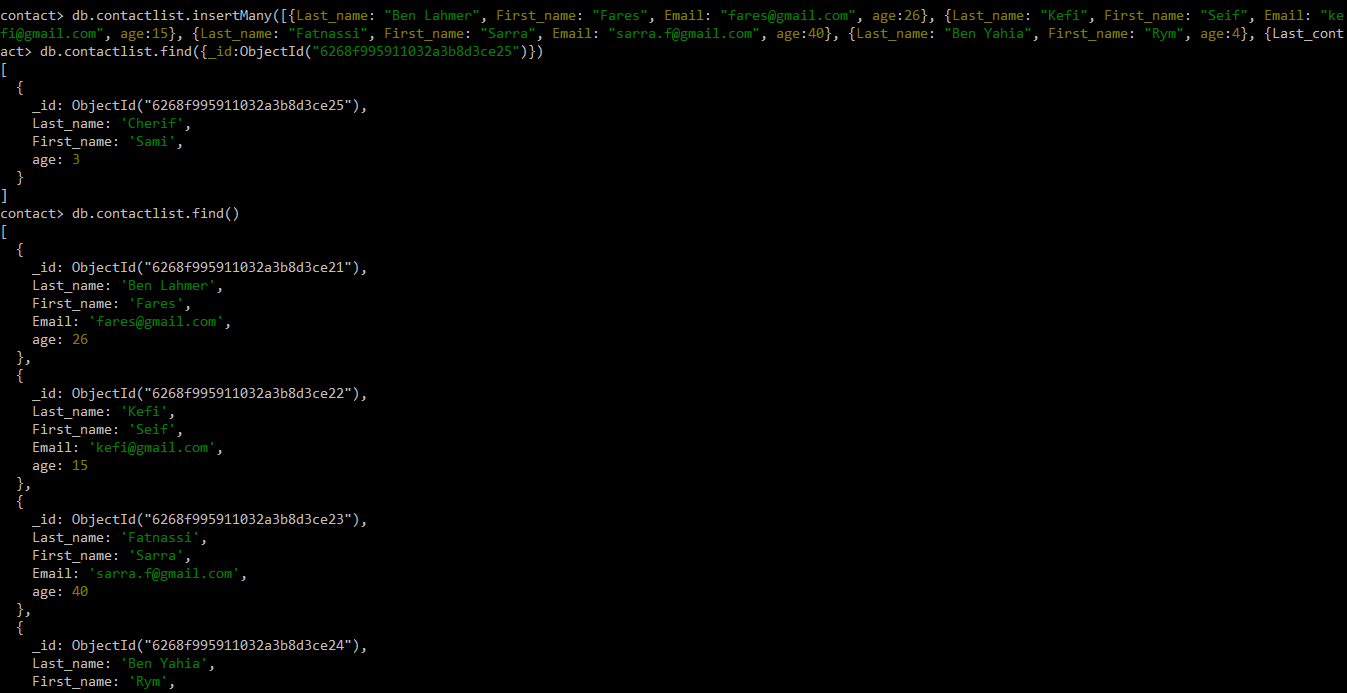 contact> db.contactlist.insertMany([{Last_name: "Ben Lahmer", First_name: "Fares", Email: "fares@gmail.com", age:26}, {Last_name: "Kefi", First_name: "Seif", Email: "ke
fi@gmail.com", age:15}, {Last_name: "Fatnassi", First_name: "Sarra", Email: "sarra.f@gmail.com", age:40}, {Last_name: "Ben Yahia", First_name: "Rym", age:4}, {Last_cont
act> db.contactlist.find({_id:ObjectId("6268f995911032a3b8d3ce25")})
[
  {
    _id: ObjectId("6268f995911032a3b8d3ce25"),
    Last_name: 'Cherif',
    First_name: 'Sami',
    age: 3
  }
]
contact> db.contactlist.find()
[
  {
    _id: ObjectId("6268f995911032a3b8d3ce21"),
    Last_name: 'Ben Lahmer',
    First_name: 'Fares',
    Email: 'fares@gmail.com',
    age: 26
  },
  {
    _id: ObjectId("6268f995911032a3b8d3ce22"),
    Last_name: 'Kefi',
    First_name: 'Seif',
    Email: 'kefi@gmail.com',
    age: 15
  },
  {
    _id: ObjectId("6268f995911032a3b8d3ce23"),
    Last_name: 'Fatnassi',
    First_name: 'Sarra',
    Email: 'sarra.f@gmail.com',
    age: 40
  },
  {
    _id: ObjectId("6268f995911032a3b8d3ce24"),
    Last_name: 'Ben Yahia',
    First_name: 'Rym',